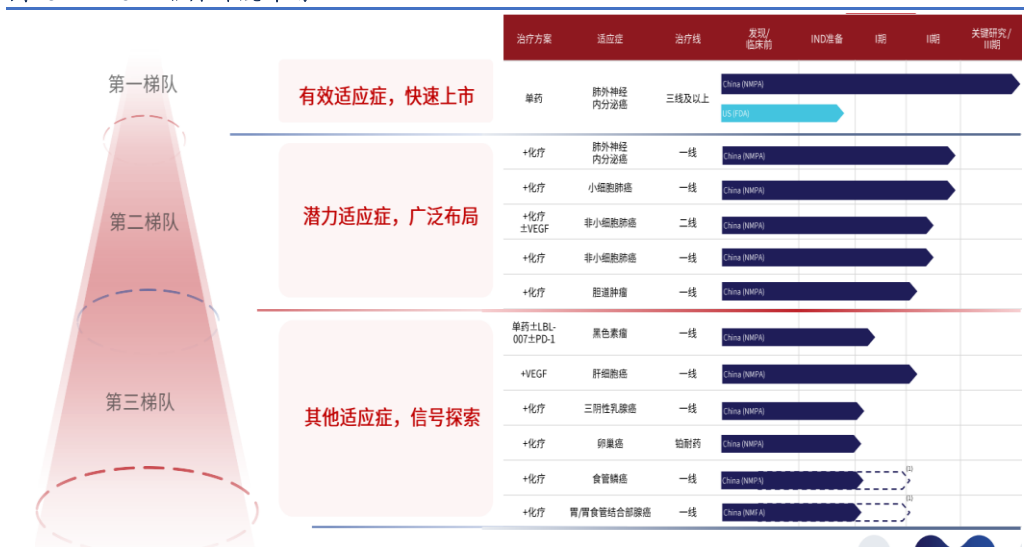 治疗方案 适应症 治疗线 发现/ 临床前 IND准备 I期 II期 关键研究/ III期
第一梯队
有效适应症，快速上市
单药 肺外神经 内分泌癌 三线及以上 China (NMPA)
US (FDA)
第二梯队
潜力适应症，广泛布局
+化疗 肺外神经 内分泌癌 一线 China (NMPA)
+化疗 小细胞肺癌 一线 China (NMPA)
+化疗 ±VEGF 非小细胞肺癌 二线 China (NMPA)
+化疗 非小细胞肺癌 一线 China (NMPA)
+化疗 胆道肿瘤 一线 China (NMPA)
第三梯队
其他适应症，信号探索
单药±LBL-
007±PD-1 黑色素瘤 一线 China (NMPA)
+VEGF 肝细胞癌 一线 China (NMPA)
+化疗 三阴性乳腺癌 一线 China (NMPA)
+化疗 卵巢癌 铂耐药 China (NMPA)
+化疗 食管鳞癌 一线 China (NMPA) (1)
+化疗 胃/胃食管结合部腺癌 一线 China (NMPA) (1)